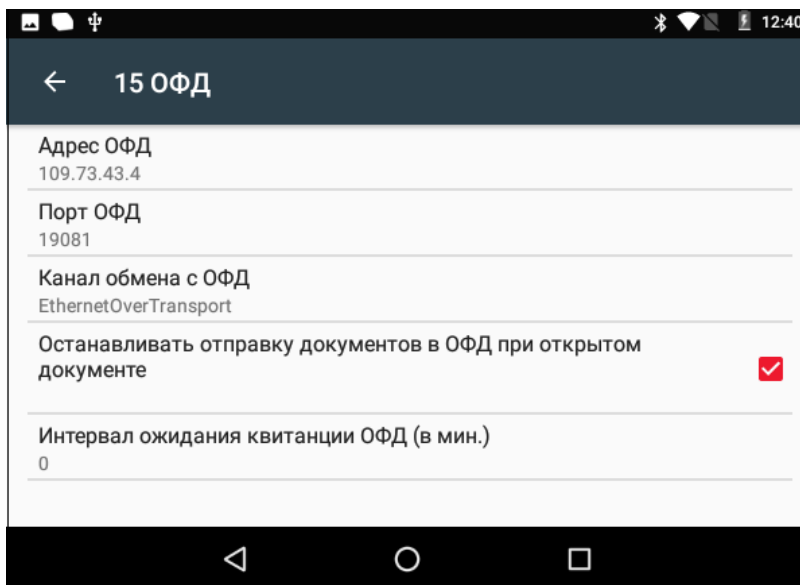 12:40
15 ОФД
Адрес ОФД
109.73.43.4
Порт ОФД
19081
Канал обмена с ОФД
EthernetOverTransport
Останавливать отправку документов в ОФД при открытом
документе
Интервал ожидания квитанции ОФД (в мин.)
0